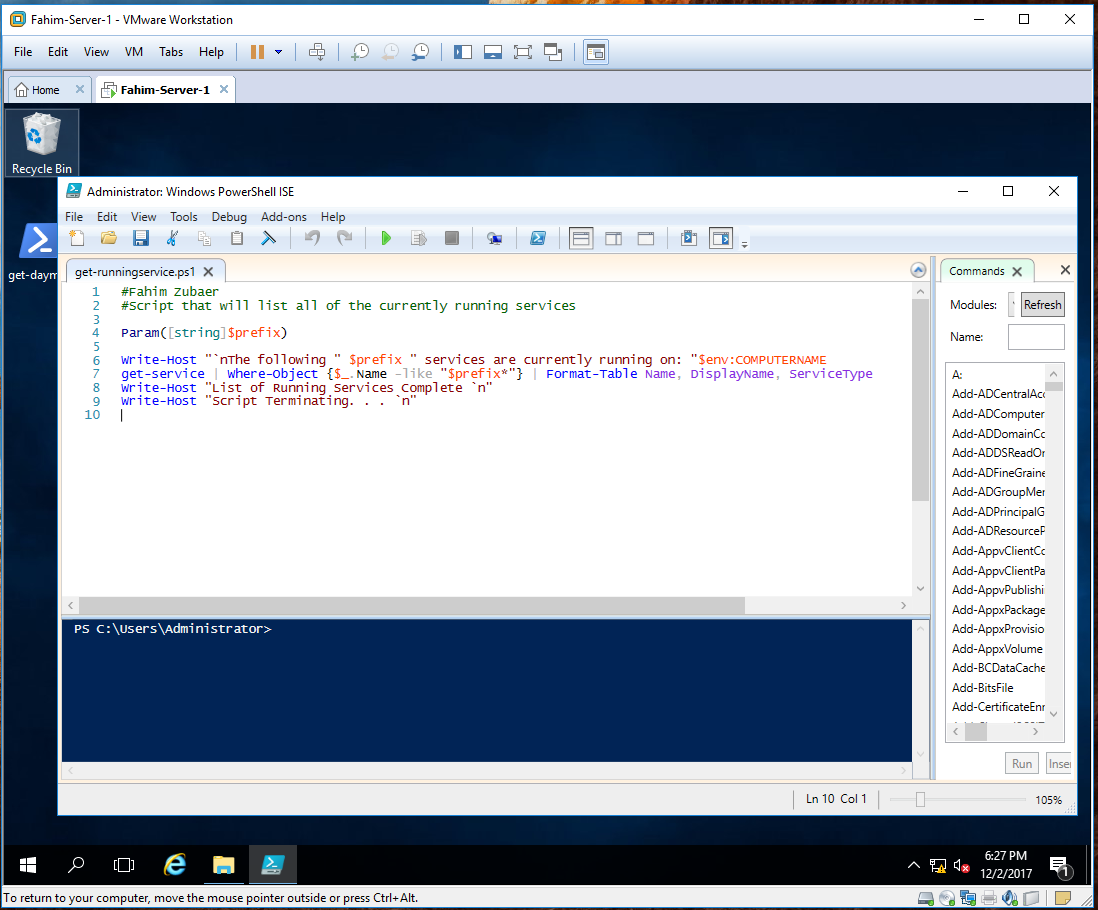 Fahim-Server-1 - VMware Workstation
File Edit View VM Tabs Help
Home Fahim-Server-1
Recycle Bin
Administrator: Windows PowerShell ISE
File Edit View Tools Debug Add-ons Help
get-daym
get-runningservice.ps1
1 #Fahim Zubaer
2 #Script that will list all of the currently running services
3
4 Param([string]$prefix)
5
6 Write-Host "`nThe following " $prefix " services are currently running on: "$env:COMPUTERNAME
7 get-service | Where-Object {$_.Name -like "$prefix*"} | Format-Table Name, DisplayName, ServiceType
8 Write-Host "List of Running Services Complete `n"
9 Write-Host "Script Terminating. . . `n"
10
PS C:\Users\Administrator>
Commands
Modules: Refresh
Name:
A:
Add-ADCentralAcc
Add-ADComputer
Add-ADDomainCo
Add-ADDSReadOn
Add-ADFineGraine
Add-ADGroupMem
Add-ADPrincipalG
Add-ADResourceP
Add-AppvClientCo
Add-AppvClientPa
Add-AppvPublishi
Add-AppxPackage
Add-AppxProvisio
Add-AppxVolume
Add-BCDataCache
Add-BitsFile
Add-CertificateEnr
Run Inser
Ln 10 Col 1 105%
6:27 PM
12/2/2017
1
To return to your computer, move the mouse pointer outside or press Ctrl+Alt.